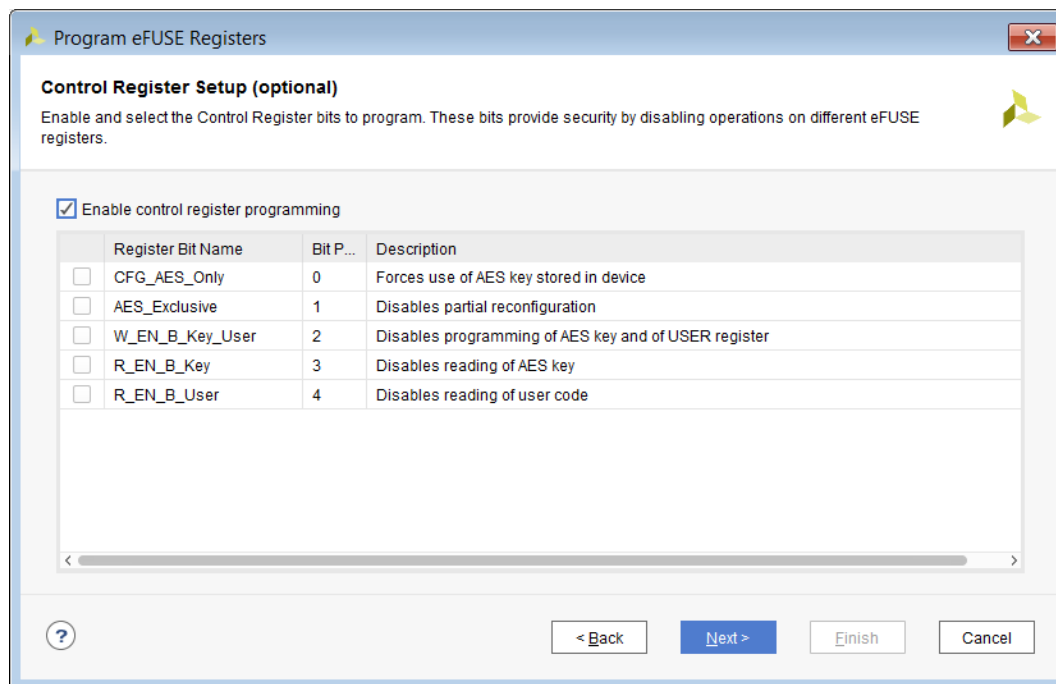 Program eFUSE Registers
Control Register Setup (optional)
Enable and select the Control Register bits to program. These bits provide security by disabling operations on different eFUSE
registers.
Enable control register programming
Register Bit Name Bit P... Description
CFG_AES_Only 0 Forces use of AES key stored in device
AES_Exclusive 1 Disables partial reconfiguration
W_EN_B_Key_User 2 Disables programming of AES key and of USER register
R_EN_B_Key 3 Disables reading of AES key
R_EN_B_User 4 Disables reading of user code
? < Back Next > Finish Cancel